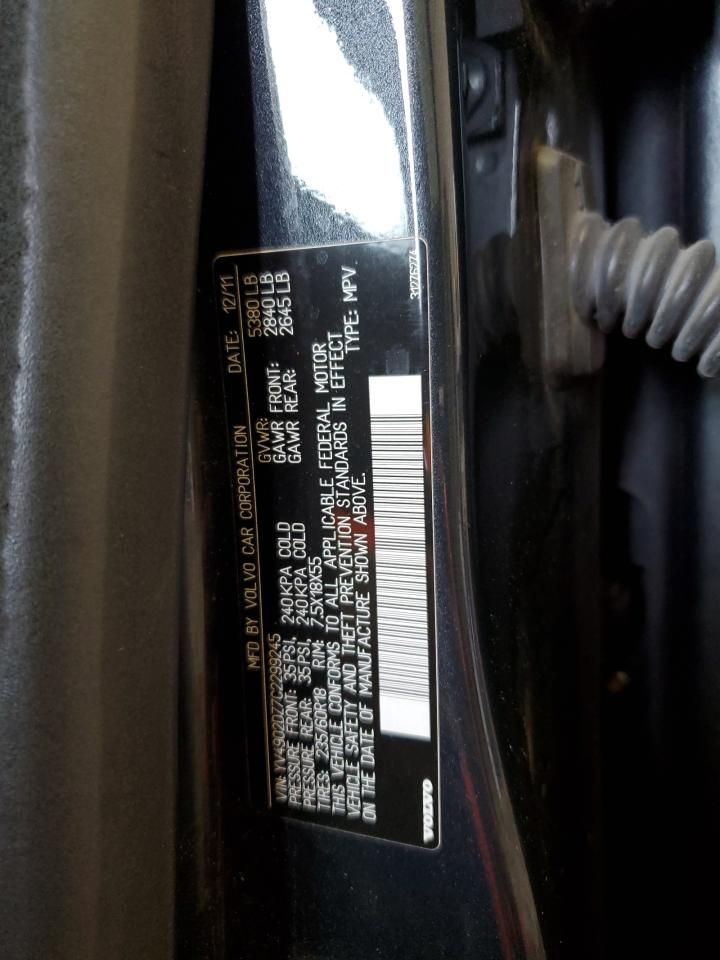 MFD BY VOLVO CAR CORPORATION DATE: 12/11
GVWR: 5380 LB
VIN: YV4902077C2299245 GAWR FRONT: 2840 LB
PRESSURE FRONT: 35PSI, 240KPA COLD GAWR REAR: 2645 LB
PRESSURE REAR: 35PSI, 240KPA COLD
TIRES: 235/60R18 RIM: 7.5X18X55
THIS VEHICLE CONFORMS TO ALL APPLICABLE FEDERAL MOTOR
VEHICLE SAFETY AND THEFT PREVENTION STANDARDS IN EFFECT
ON THE DATE OF MANUFACTURE SHOWN ABOVE. TYPE: MPV
VOLVO 31276274